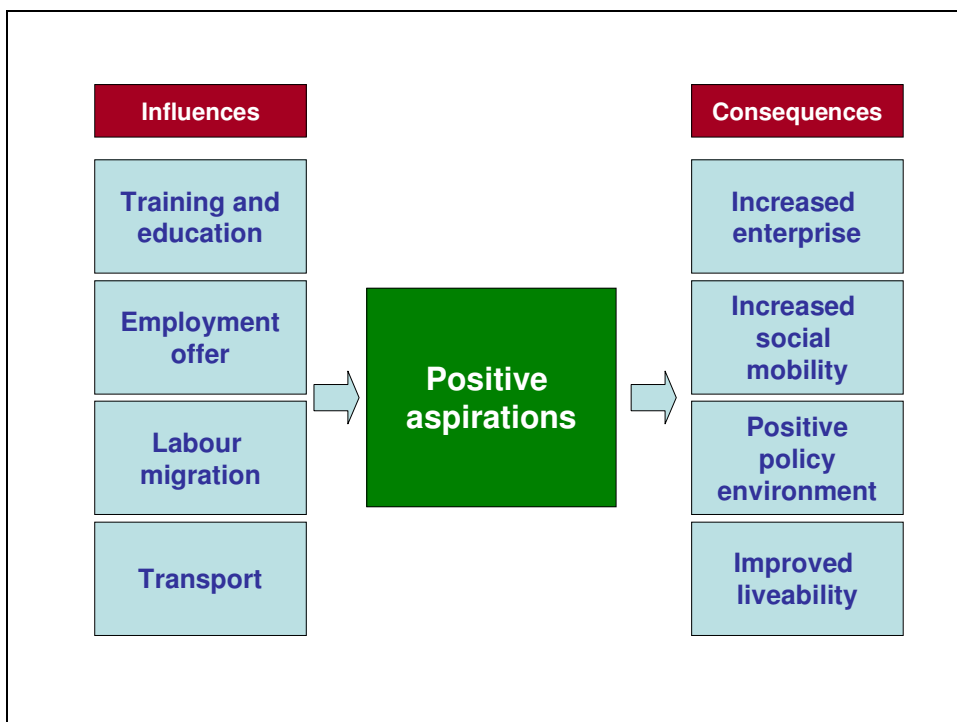 Influences
Training and
education
Employment
offer
Labour
migration
Transport
Positive
aspirations
Consequences
Increased
enterprise
Increased
social
mobility
Positive
policy
environment
Improved
liveability